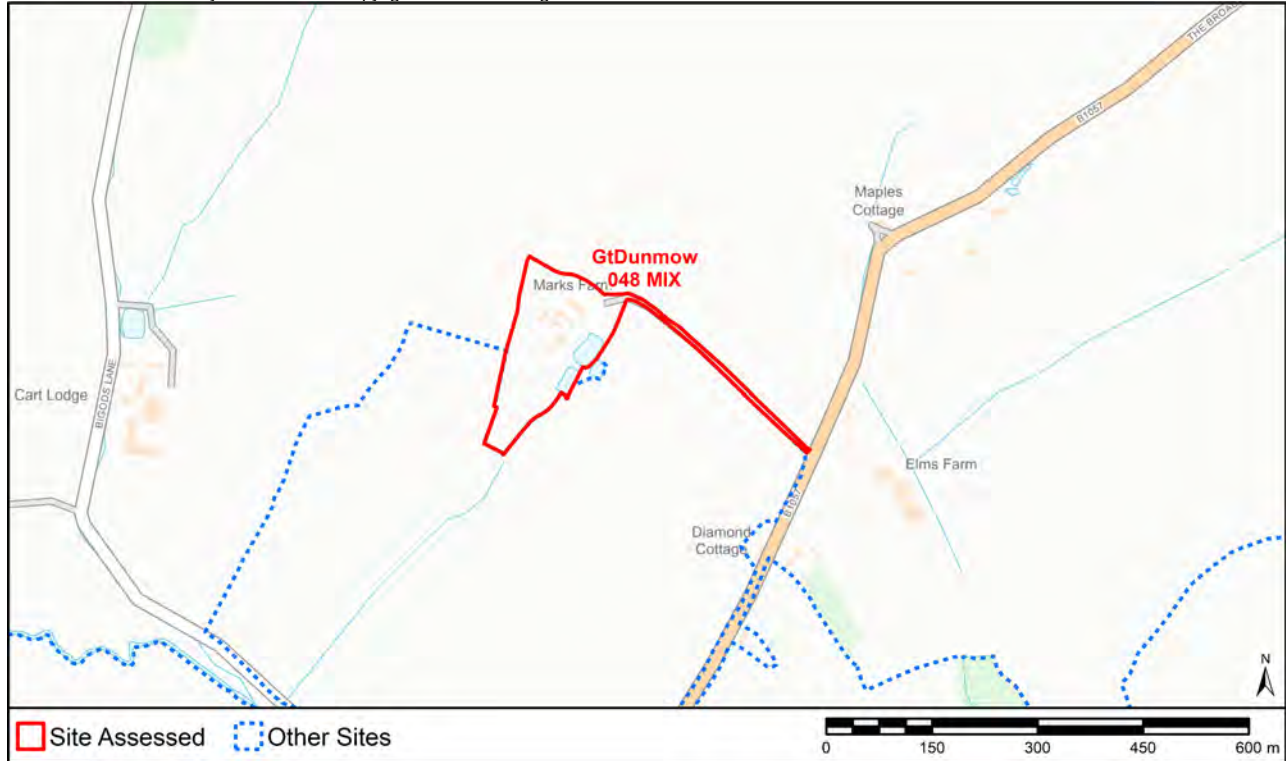 THE BROAD
B1057
Maples
Cottage
GtDunmow
048 MIX
Marks Farm
BIGODS LANE
Cart Lodge
Elms Farm
B1057
Diamond
Cottage
N
Site Assessed
Other Sites
0 150 300 450 600 m